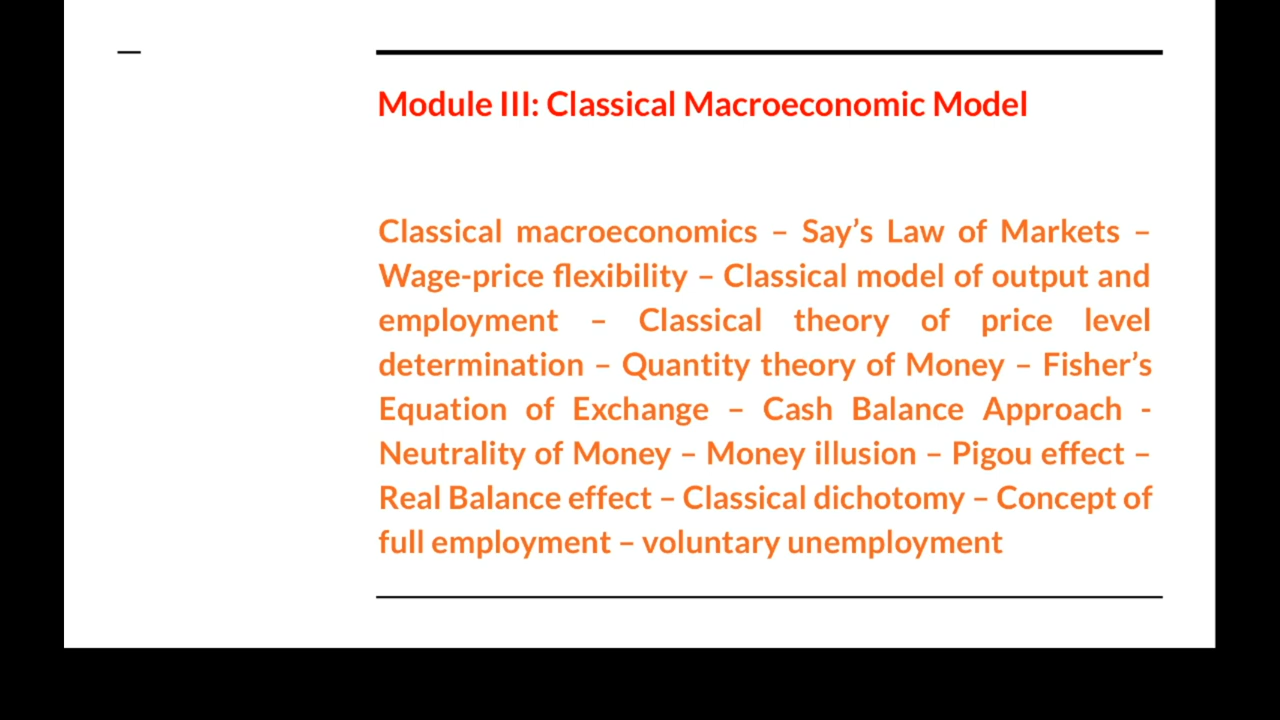 Module III: Classical Macroeconomic Model
Classical macroeconomics – Say’s Law of Markets –
Wage-price flexibility – Classical model of output and
employment – Classical theory of price level
determination – Quantity theory of Money – Fisher’s
Equation of Exchange – Cash Balance Approach -
Neutrality of Money – Money illusion – Pigou effect –
Real Balance effect – Classical dichotomy – Concept of
full employment – voluntary unemployment